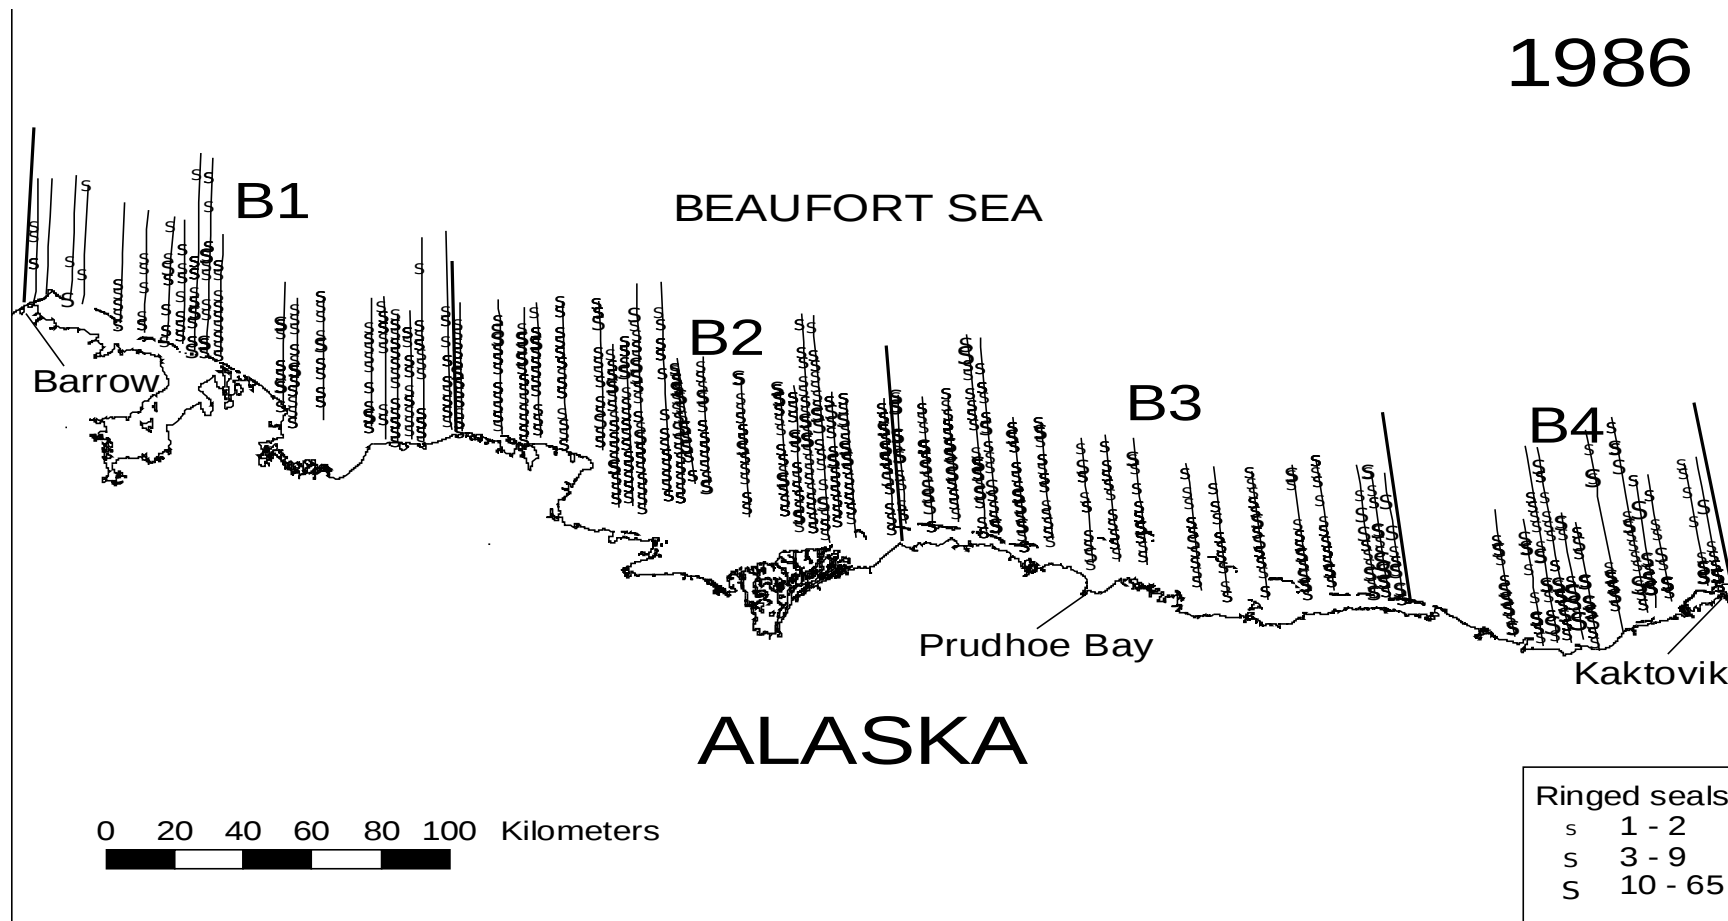 1986
B1
BEAUFORT SEA
B2
B3
B4
Barrow
Prudhoe Bay
Kaktovik
ALASKA
0 20 40 60 80 100 Kilometers
Ringed seals
s 1 - 2
s 3 - 9
S 10 - 65